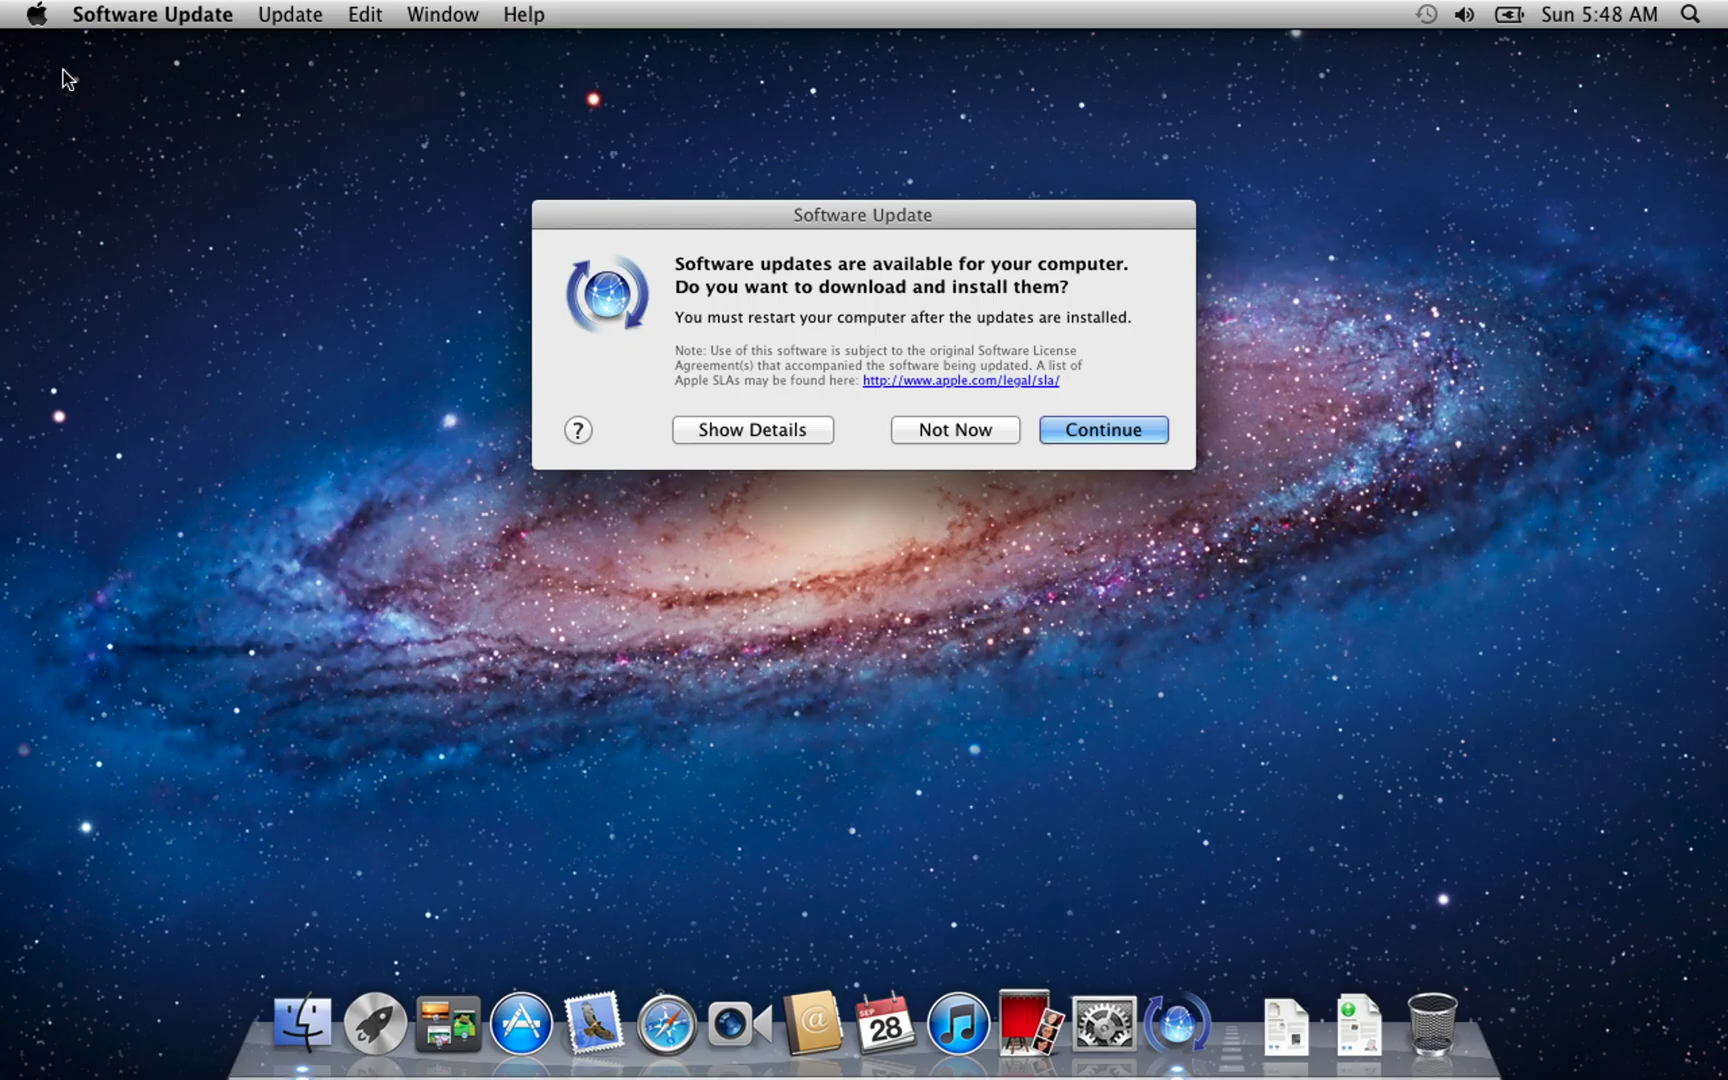 Software Update Update Edit Window Help Sun 5:48 AM
Software Update
Software updates are available for your computer.
Do you want to download and install them?
You must restart your computer after the updates are installed.
Note: Use of this software is subject to the original Software License
Agreement(s) that accompanied the software being updated. A list of
Apple SLAs may be found here: http://www.apple.com/legal/sla/
? Show Details Not Now Continue
SEP
28